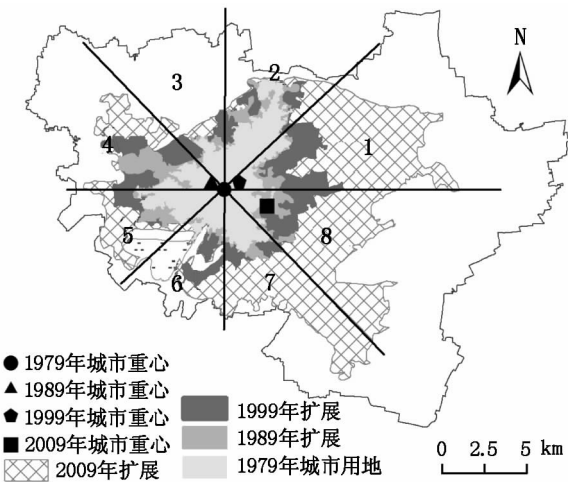 N
2
3
4
1
5
8
6
7
1979年城市重心
1989年城市重心
1999年城市重心
2009年城市重心
2009年扩展
1999年扩展
1989年扩展
1979年城市用地
0 2.5 5 km